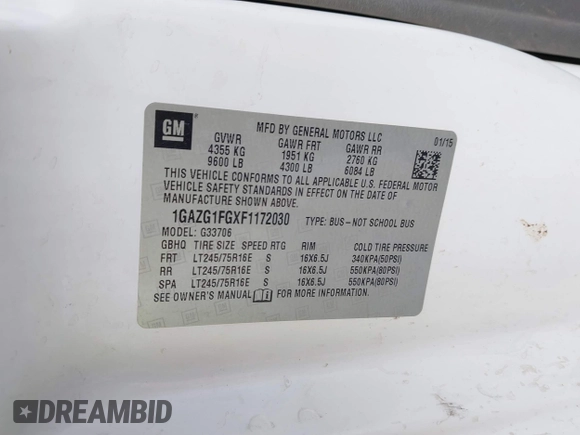 GM
MFD BY GENERAL MOTORS LLC
01/15
GVWR GAWR FRT GAWR RR
4355 KG 1951 KG 2760 KG
9600 LB 4300 LB 6084 LB
THIS VEHICLE CONFORMS TO ALL APPLICABLE U.S. FEDERAL MOTOR
VEHICLE SAFETY STANDARDS IN EFFECT ON THE DATE OF
MANUFACTURE SHOWN ABOVE.
1GAZG1FGXF1172030 TYPE: BUS–NOT SCHOOL BUS
MODEL: G33706
GBHQ TIRE SIZE SPEED RTG RIM COLD TIRE PRESSURE
FRT LT245/75R16E S 16X6.5J 340KPA(50PSI)
RR LT245/75R16E S 16X6.5J 550KPA(80PSI)
SPA LT245/75R16E S 16X6.5J 550KPA(80PSI)
SEE OWNER'S MANUAL FOR MORE INFORMATION.
DREAMBID